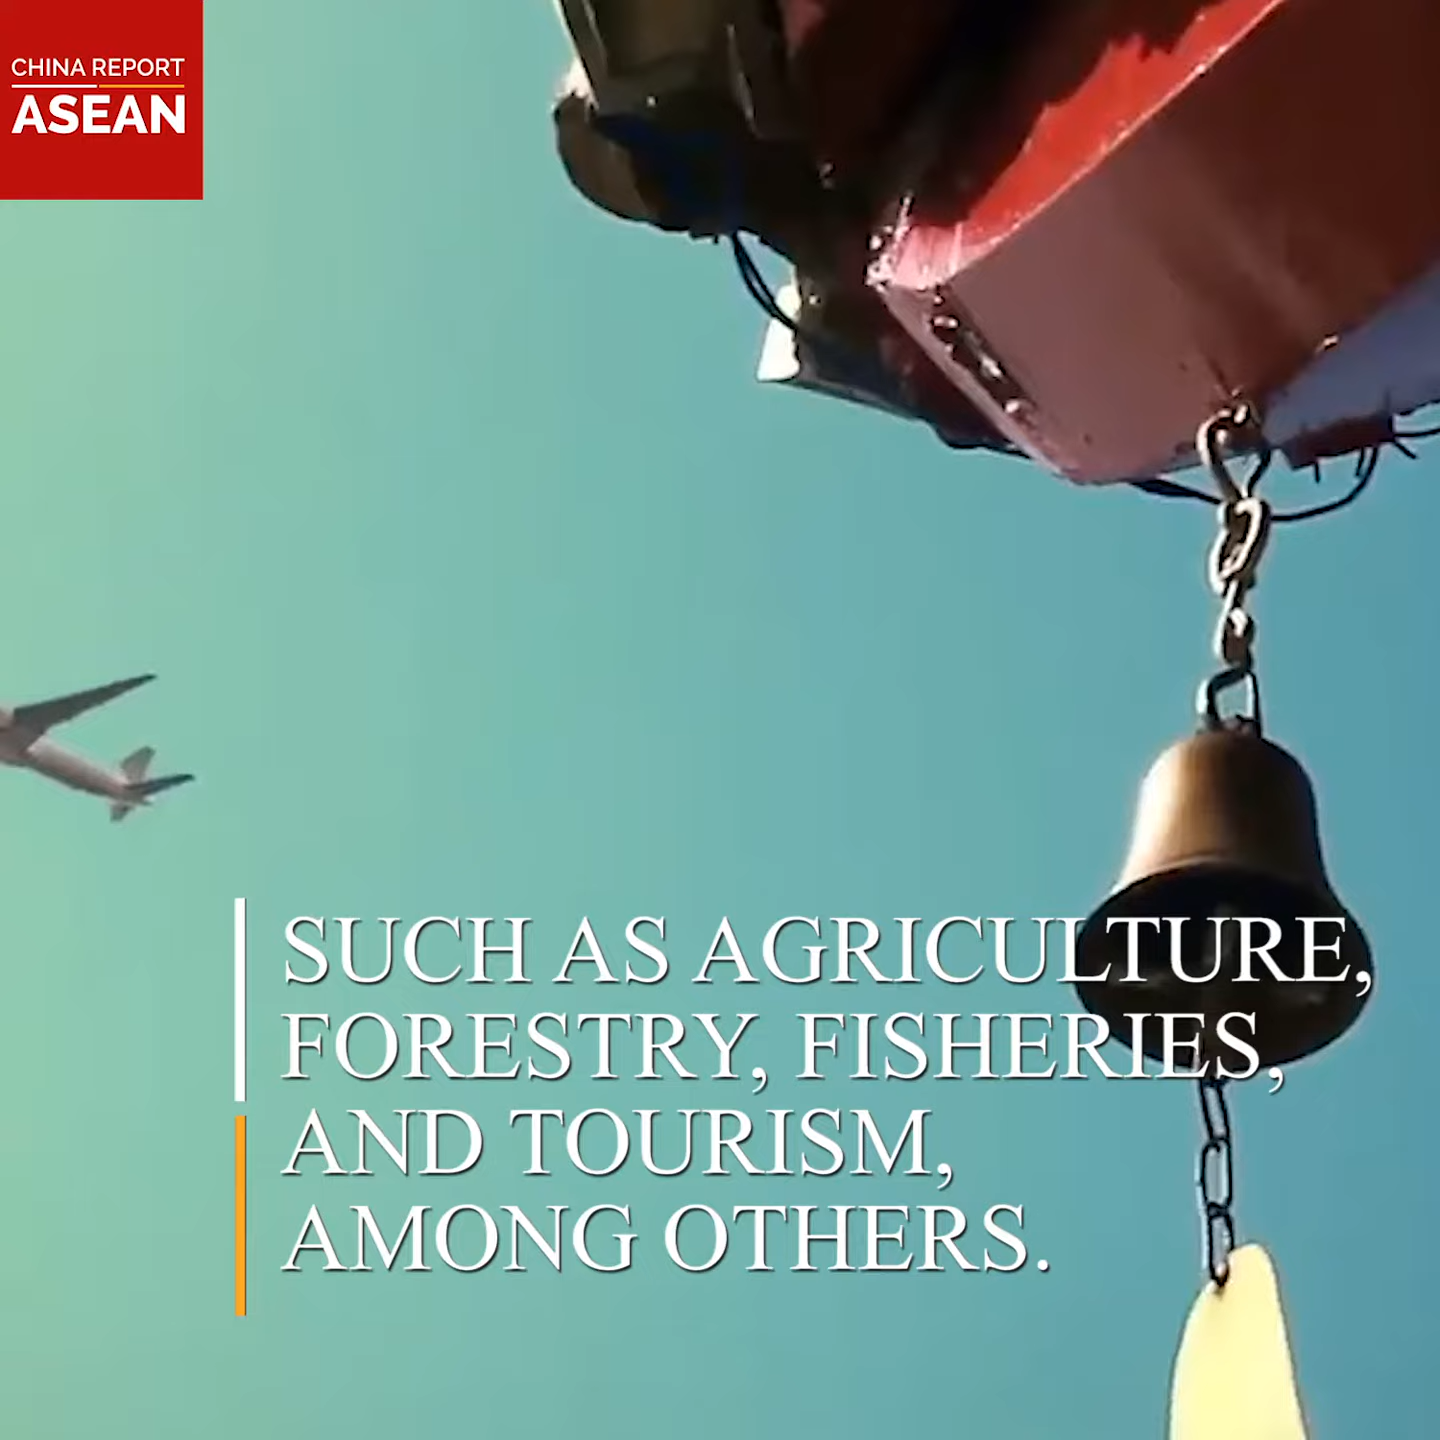 CHINA REPORT
ASEAN
SUCH AS AGRICULTURE,
FORESTRY, FISHERIES,
AND TOURISM,
AMONG OTHERS.